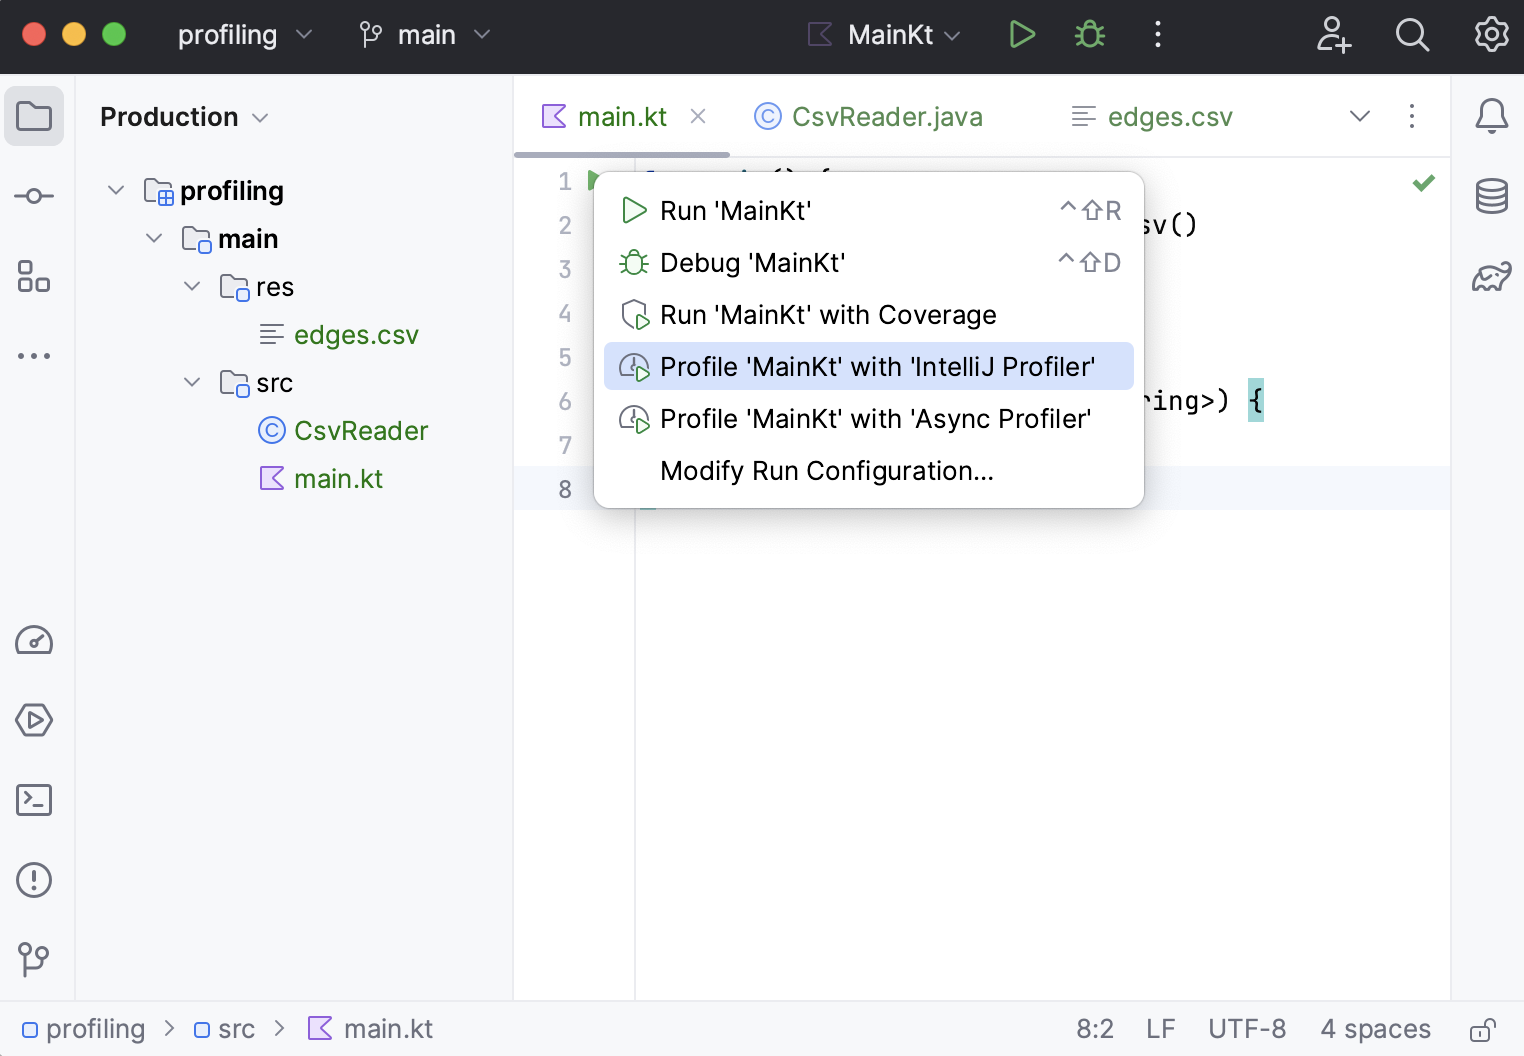 profiling main MainKt
Production
main.kt CsvReader.java edges.csv
profiling
main
res
edges.csv
src
CsvReader
main.kt
1
2 sv()
3
4
5
6 ring>) {
7
8
Run 'MainKt' ^⇧R
Debug 'MainKt' ^⇧D
Run 'MainKt' with Coverage
Profile 'MainKt' with 'IntelliJ Profiler'
Profile 'MainKt' with 'Async Profiler'
Modify Run Configuration...
profiling > src > main.kt 8:2 LF UTF-8 4 spaces